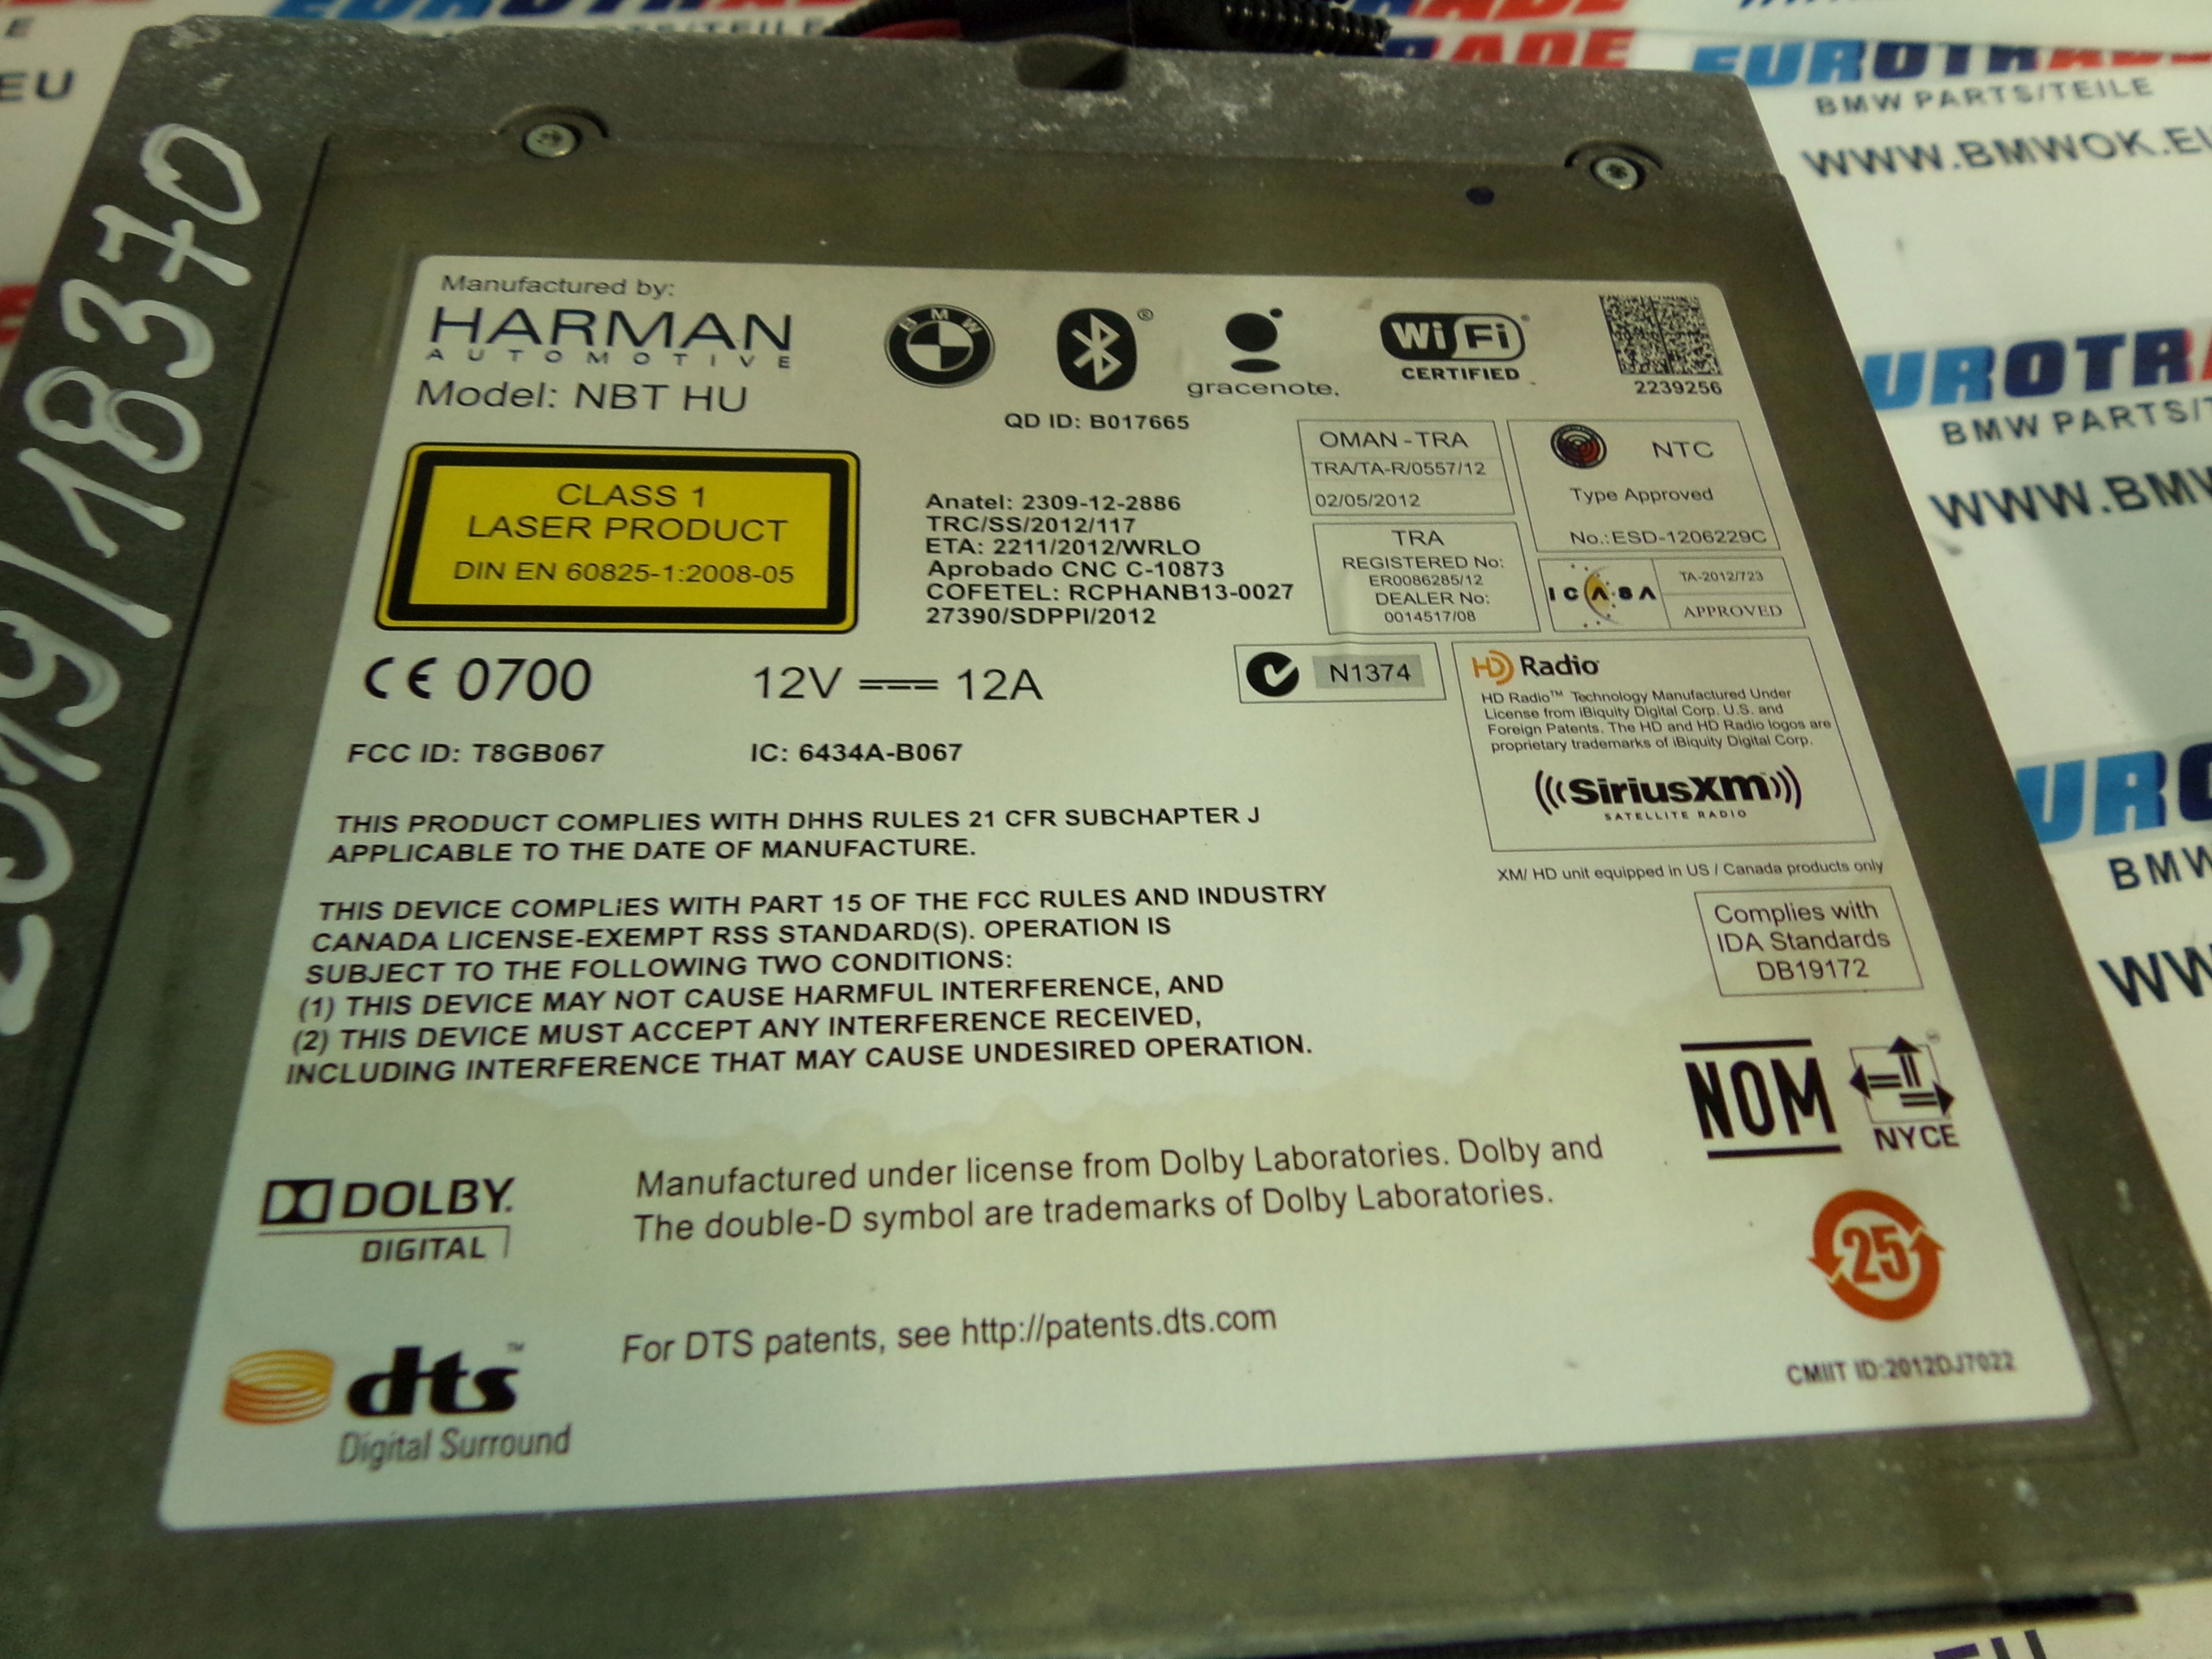 EU
EUROTRADE
BMW PARTS/TEILE
WWW.BMWOK.EU
18370
Manufactured by:
HARMAN
AUTOMOTIVE
Model: NBT HU
BMW
®
QD ID: B017665
gracenote.
Wi Fi ®
CERTIFIED
2239256
CLASS 1
LASER PRODUCT
DIN EN 60825-1:2008-05
Anatel: 2309-12-2886
TRC/SS/2012/117
ETA: 2211/2012/WRLO
Aprobado CNC C-10873
COFETEL: RCPHANB13-0027
27390/SDPPI/2012
OMAN - TRA
TRA/TA-R/0557/12
02/05/2012
NTC
Type Approved
No.:ESD-1206229C
TRA
REGISTERED No:
ER0086285/12
DEALER No:
0014517/08
ICASA
TA-2012/723
APPROVED
CE 0700
12V 12A
N1374
FCC ID: T8GB067
IC: 6434A-B067
HD Radio
HD Radio™ Technology Manufactured Under
License from iBiquity Digital Corp. U.S. and
Foreign Patents. The HD and HD Radio logos are
proprietary trademarks of iBiquity Digital Corp.
(((SiriusXm)))
SATELLITE RADIO
XM/ HD unit equipped in US / Canada products only
THIS PRODUCT COMPLIES WITH DHHS RULES 21 CFR SUBCHAPTER J
APPLICABLE TO THE DATE OF MANUFACTURE.
THIS DEVICE COMPLIES WITH PART 15 OF THE FCC RULES AND INDUSTRY
CANADA LICENSE-EXEMPT RSS STANDARD(S). OPERATION IS
SUBJECT TO THE FOLLOWING TWO CONDITIONS:
(1) THIS DEVICE MAY NOT CAUSE HARMFUL INTERFERENCE, AND
(2) THIS DEVICE MUST ACCEPT ANY INTERFERENCE RECEIVED,
INCLUDING INTERFERENCE THAT MAY CAUSE UNDESIRED OPERATION.
Complies with
IDA Standards
DB19172
NOM
NYCE
DOLBY.
DIGITAL
Manufactured under license from Dolby Laboratories. Dolby and
The double-D symbol are trademarks of Dolby Laboratories.
25
dts™
Digital Surround
For DTS patents, see http://patents.dts.com
CMIIT ID:2012DJ7022